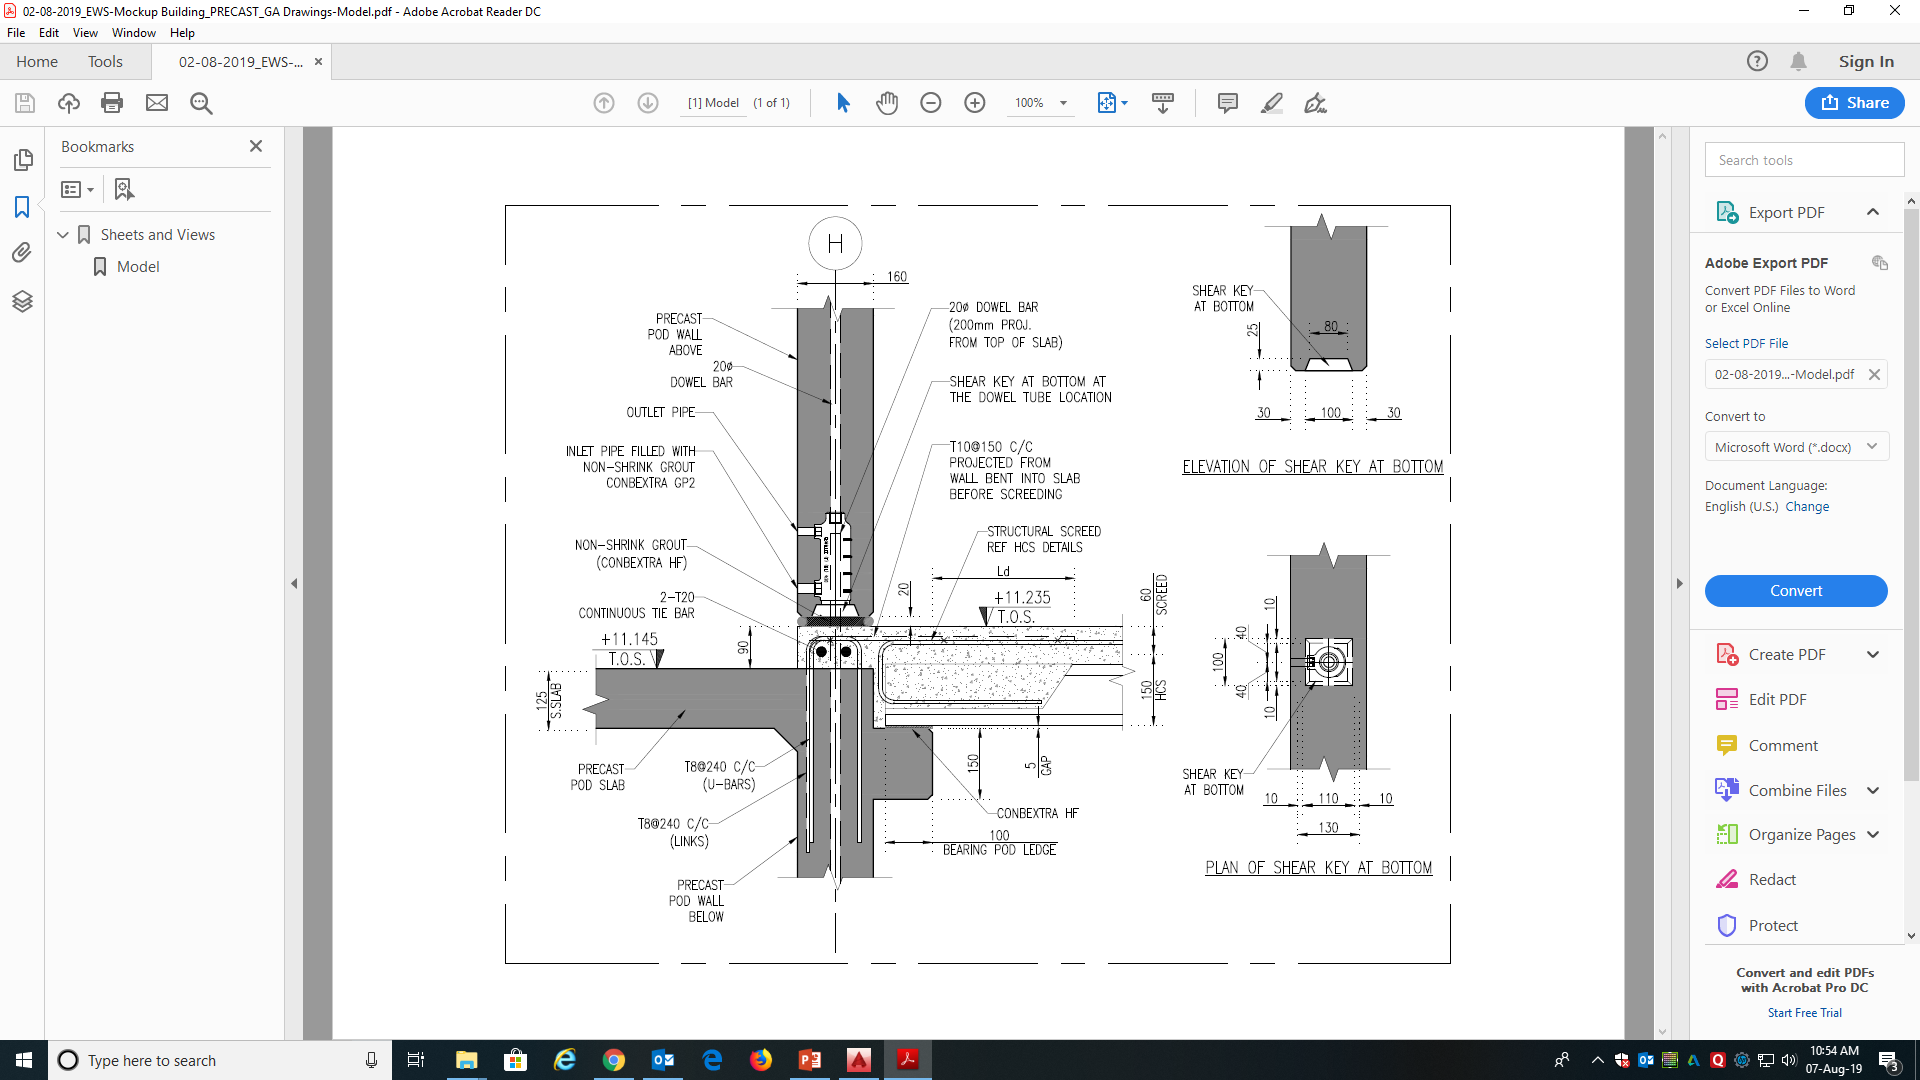 02-08-2019_EWS-Mockup Building_PRECAST_GA Drawings-Model.pdf - Adobe Acrobat Reader DC
File Edit View Window Help
Home Tools 02-08-2019_EWS-... × Sign In
[1] Model (1 of 1) 100% Share
Bookmarks
Sheets and Views
Model
H
160
PRECAST
POD WALL
ABOVE
20ø
DOWEL BAR
OUTLET PIPE
INLET PIPE FILLED WITH
NON-SHRINK GROUT
CONBEXTRA GP2
NON-SHRINK GROUT
(CONBEXTRA HF)
2-T20
CONTINUOUS TIE BAR
+11.145
T.O.S.
90
125
S.SLAB
PRECAST
POD SLAB
T8@240 C/C
(U-BARS)
T8@240 C/C
(LINKS)
PRECAST
POD WALL
BELOW
20ø DOWEL BAR
(200mm PROJ.
FROM TOP OF SLAB)
SHEAR KEY AT BOTTOM AT
THE DOWEL TUBE LOCATION
T10@150 C/C
PROJECTED FROM
WALL BENT INTO SLAB
BEFORE SCREEDING
STRUCTURAL SCREED
REF HCS DETAILS
Ld
20
+11.235
T.O.S.
60
SCREED
150
HCS
150
5
GAP
CONBEXTRA HF
100
BEARING POD LEDGE
SHEAR KEY
AT BOTTOM
25
80
30 100 30
ELEVATION OF SHEAR KEY AT BOTTOM
10
40
100
40
10
SHEAR KEY
AT BOTTOM
10 110 10
130
PLAN OF SHEAR KEY AT BOTTOM
Search tools
Export PDF
Adobe Export PDF
Convert PDF Files to Word
or Excel Online
Select PDF File
02-08-2019...-Model.pdf
Convert to
Microsoft Word (*.docx)
Document Language:
English (U.S.) Change
Convert
Create PDF
Edit PDF
Comment
Combine Files
Organize Pages
Redact
Protect
Convert and edit PDFs
with Acrobat Pro DC
Start Free Trial
Type here to search
10:54 AM
07-Aug-19
3